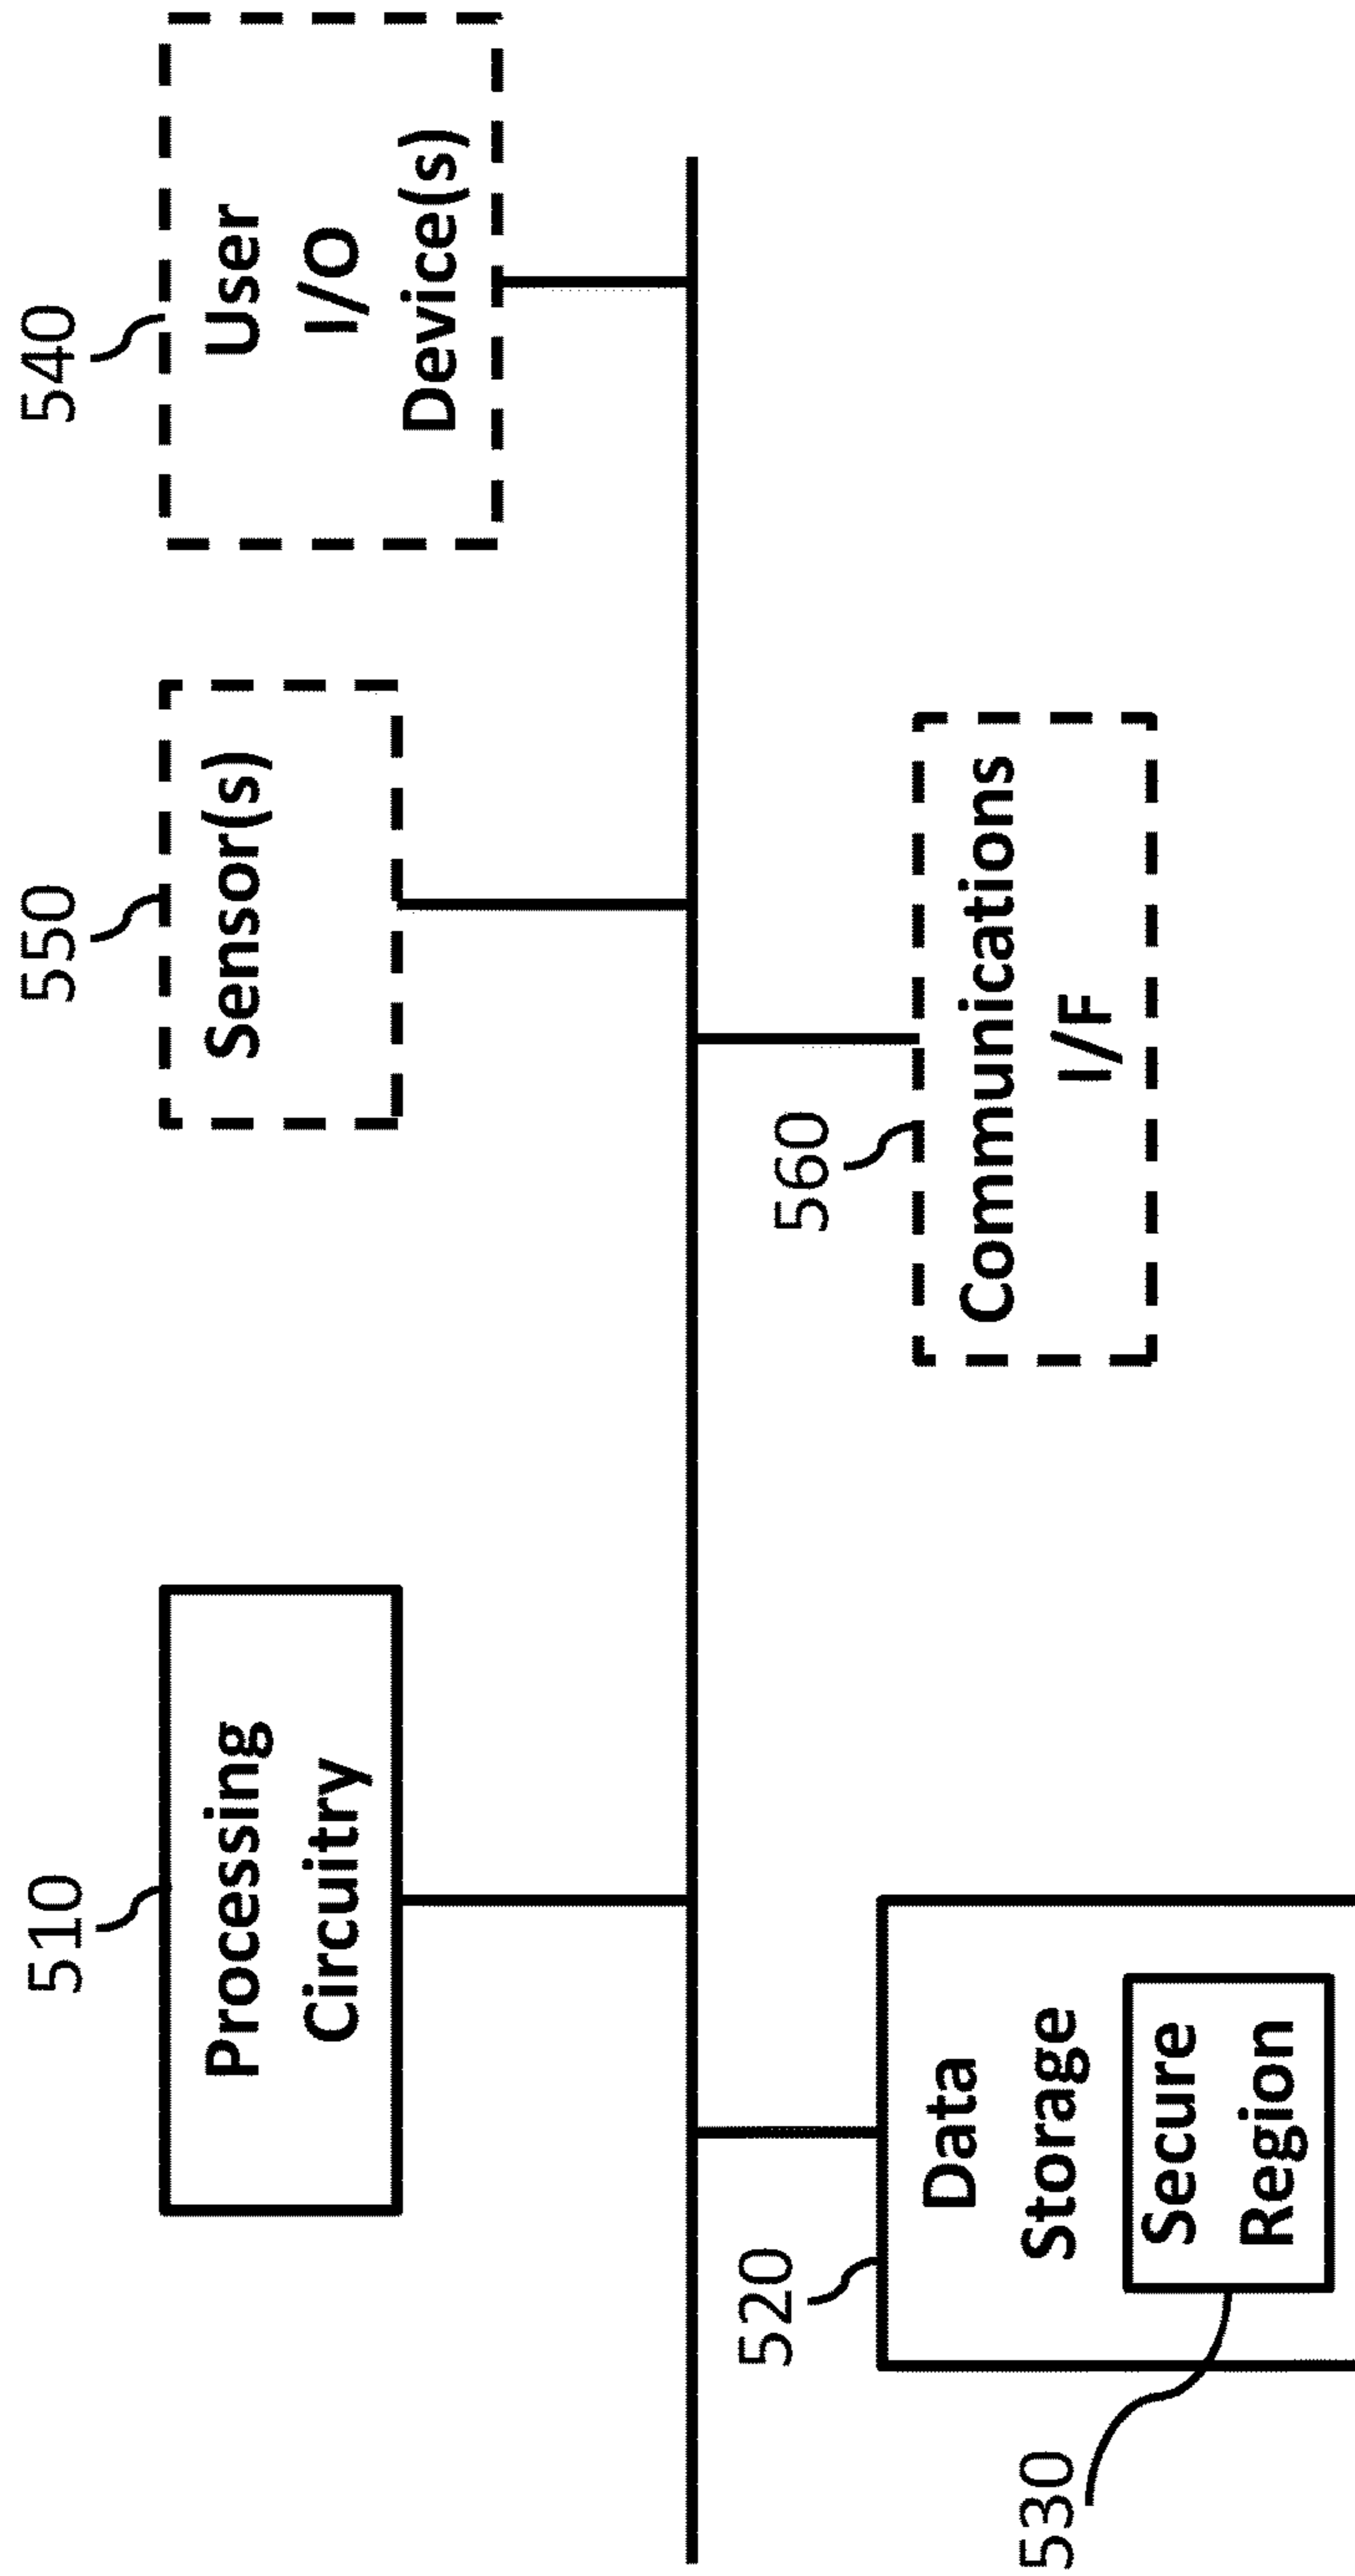 510
Processing
Circuitry
550
Sensor(s)
540
User
I/O
Device(s)
520
Data
Storage
530
Secure
Region
560
Communications
I/F